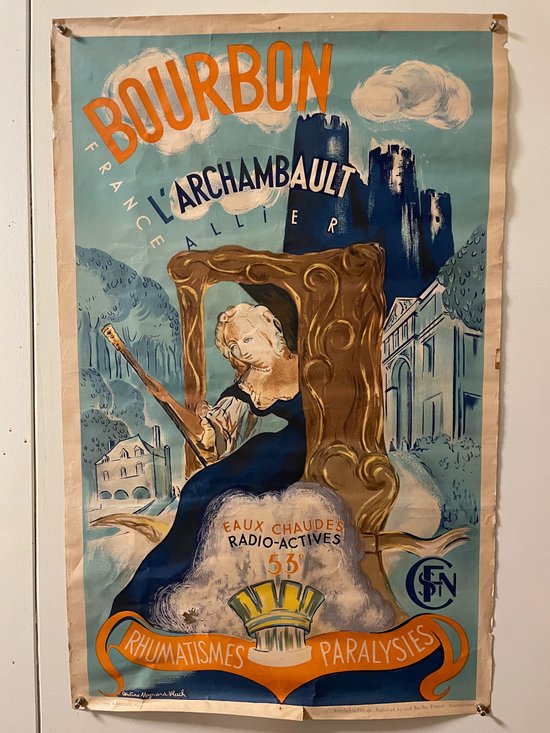 BOURBON
L'ARCHAMBAULT
FRANCE
ALLiER
EAUX CHAUDES
RADIO-ACTIVES
53°
SNCF
RHUMATISMES PARALYSIES